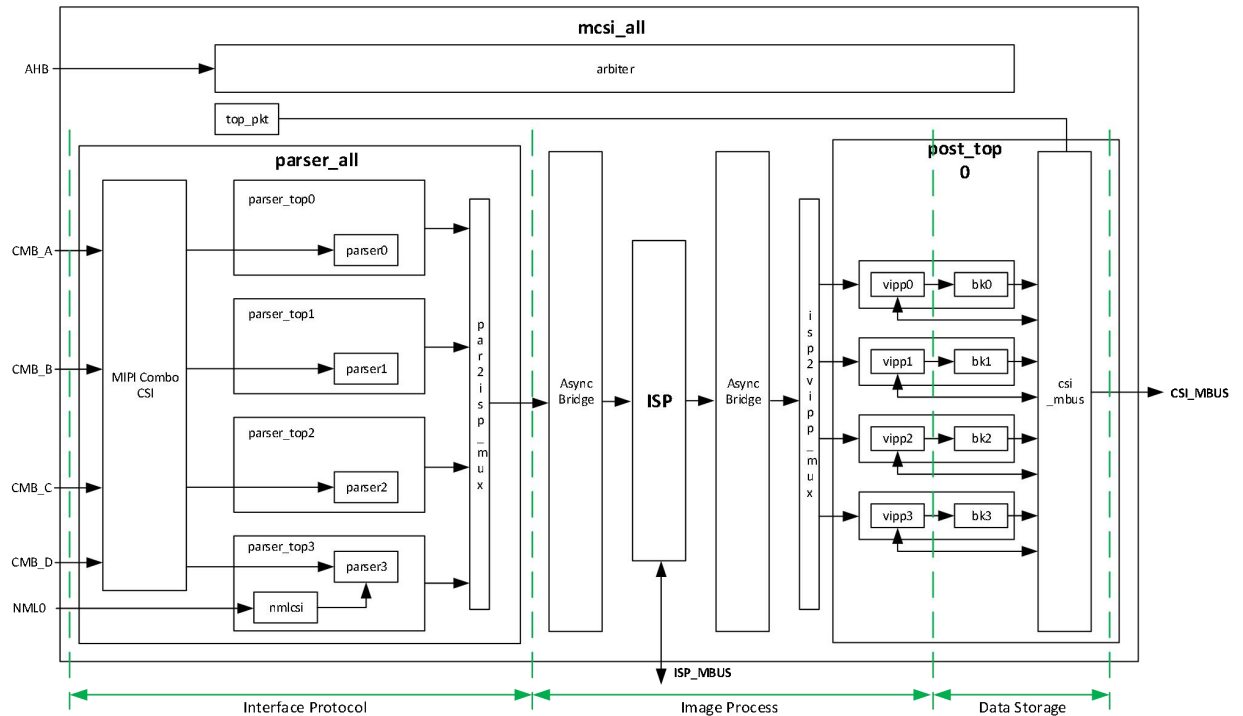 mcsi_all
AHB
arbiter
top_pkt
parser_all
post_top
0
parser_top0
parser0
CMB_A
parser_top1
parser1
CMB_B
MIPI Combo
CSI
parser_top2
parser2
CMB_C
parser_top3
parser3
CMB_D
nmlcsi
NML0
par2isp_mux
Async
Bridge
ISP
Async
Bridge
isp2vipp_mux
vipp0
bk0
vipp1
bk1
vipp2
bk2
vipp3
bk3
csi
_mbus
CSI_MBUS
ISP_MBUS
Interface Protocol
Image Process
Data Storage